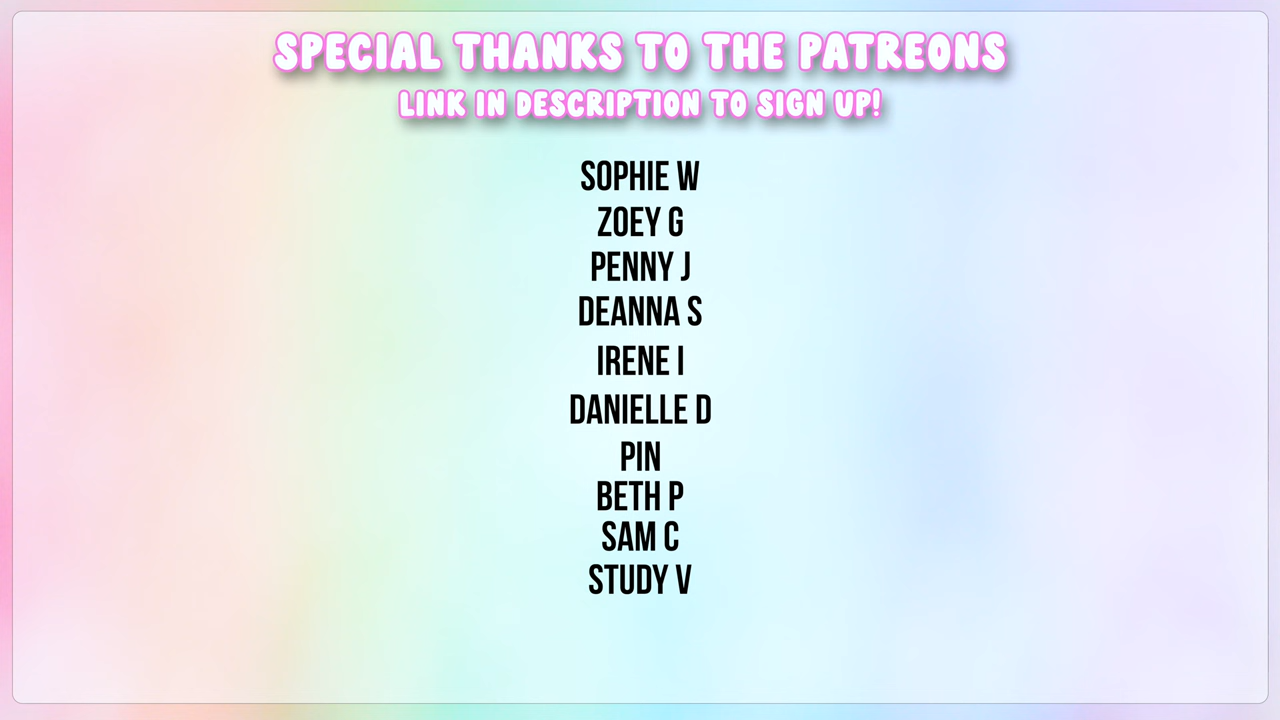 SPECIAL THANKS TO THE PATREONS
LINK IN DESCRIPTION TO SIGN UP!
SOPHIE W
ZOEY G
PENNY J
DEANNA S
IRENE I
DANIELLE D
PIN
BETH P
SAM C
STUDY V